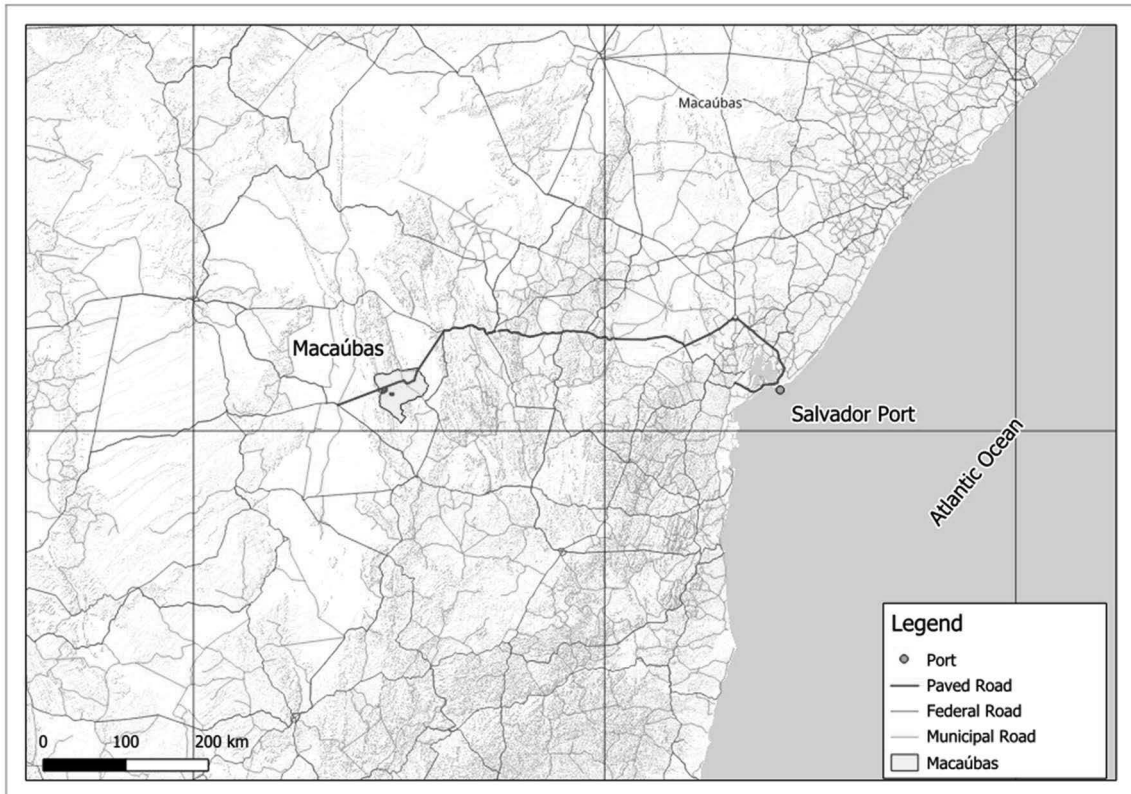 Macaúbas
Macaúbas
Salvador Port
Atlantic Ocean
Legend
Port
Paved Road
Federal Road
Municipal Road
Macaúbas
0 100 200 km